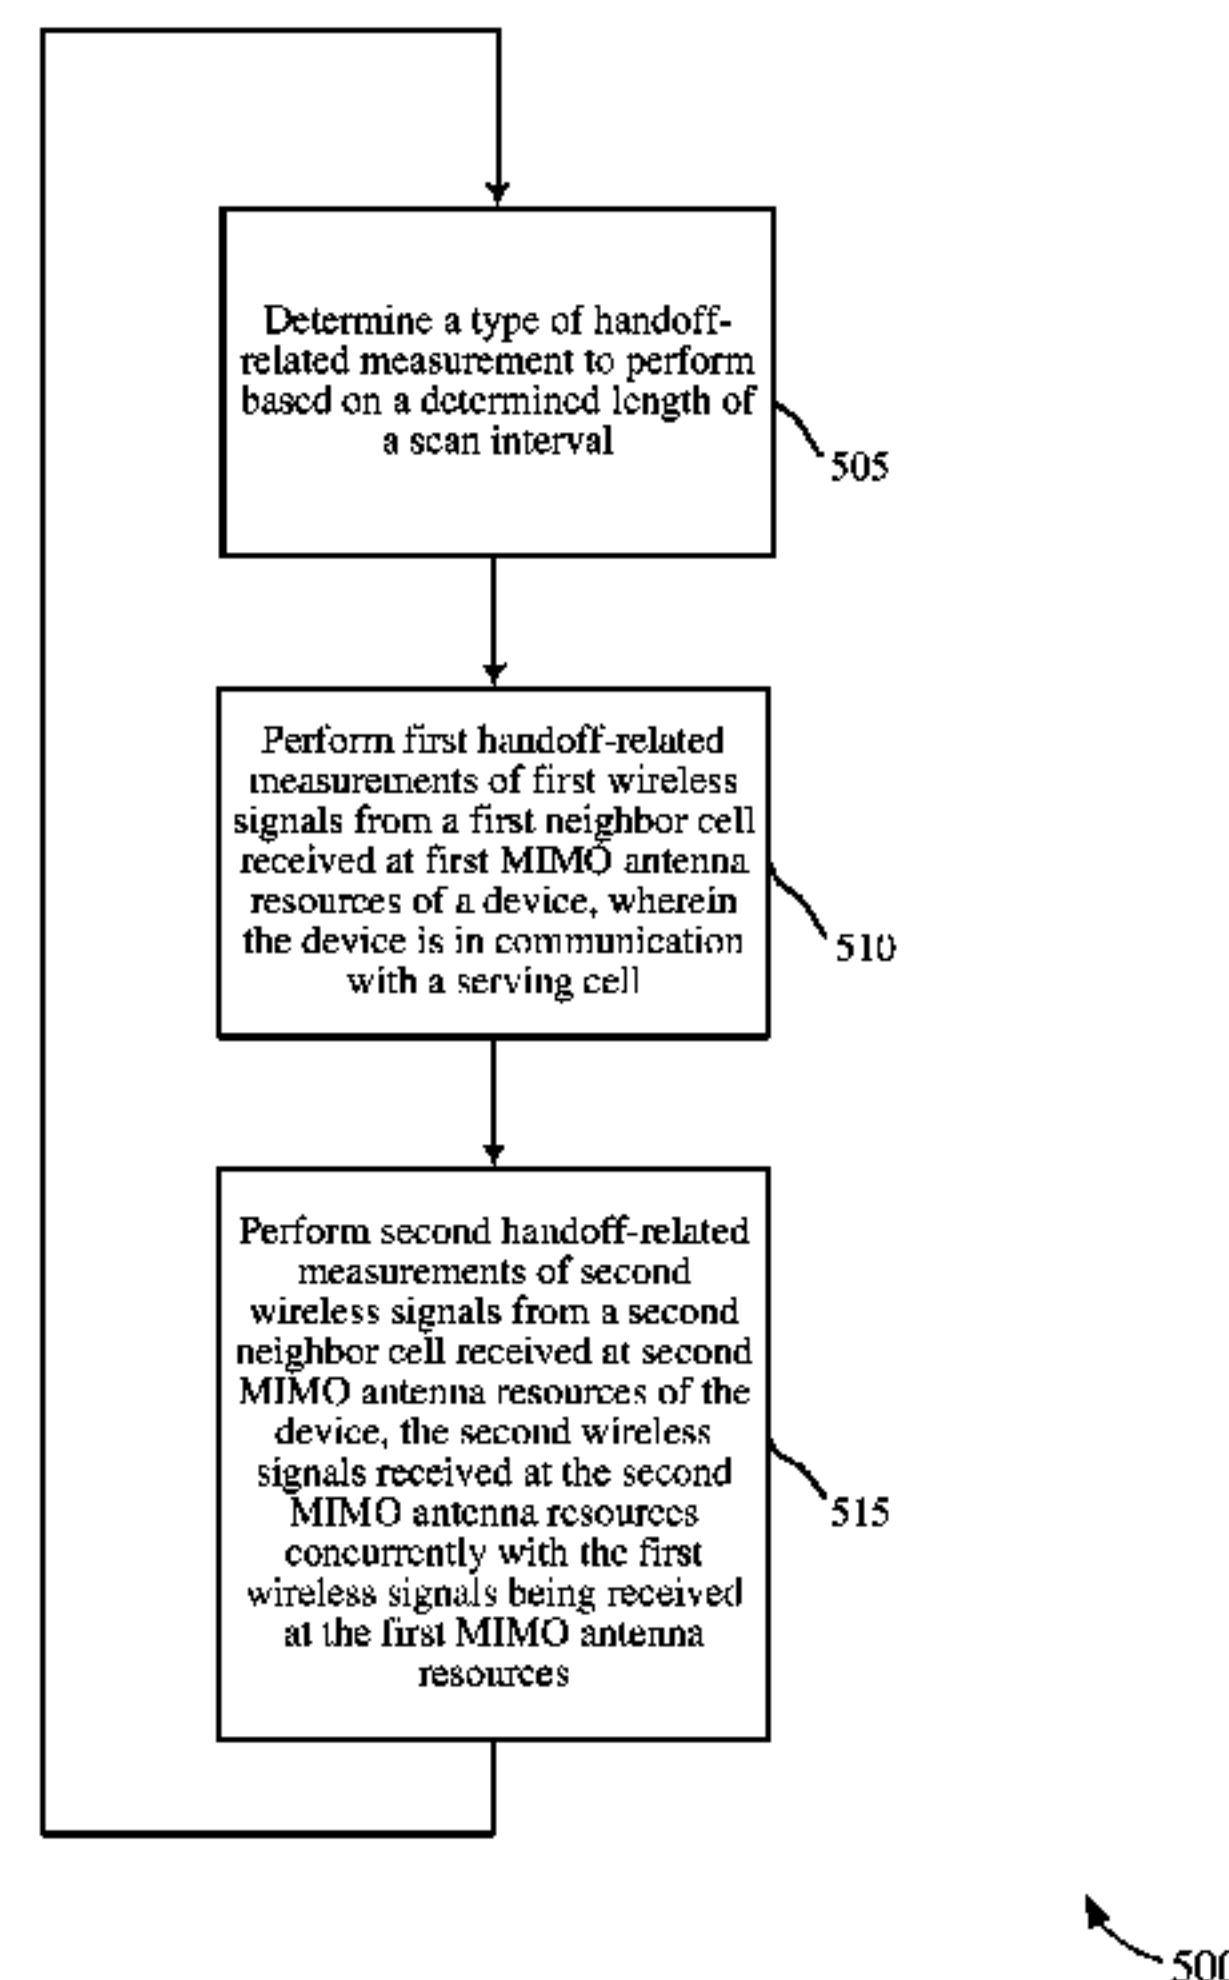 Determine a type of handoff-
related measurement to perform
based on a determined length of
a scan interval
505
Perform first handoff-related
measurements of first wireless
signals from a first neighbor cell
received at first MIMO antenna
resources of a device, wherein
the device is in communication
with a serving cell
510
Perform second handoff-related
measurements of second
wireless signals from a second
neighbor cell received at second
MIMO antenna resources of the
device, the second wireless
signals received at the second
MIMO antenna resources
concurrently with the first
wireless signals being received
at the first MIMO antenna
resources
515
500